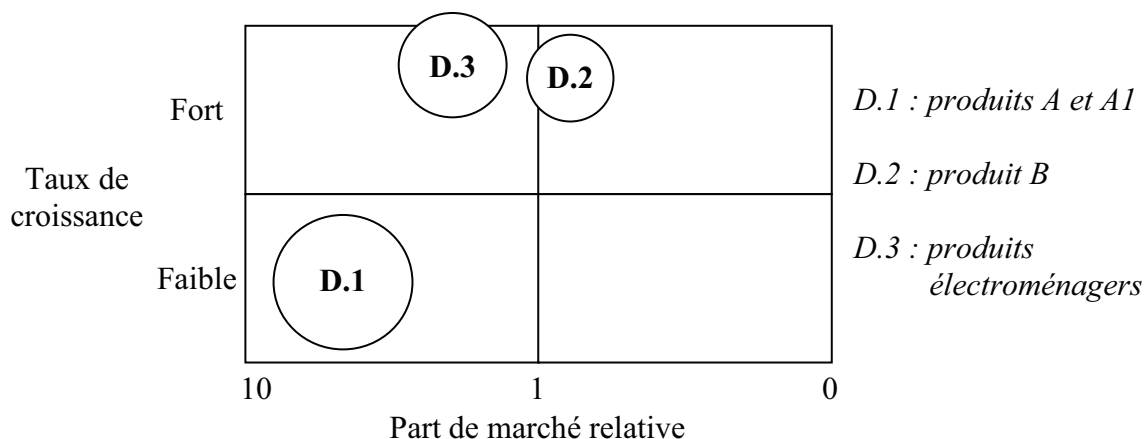 D.3
D.2
Fort
D.1 : produits A et A1
Taux de
croissance
D.2 : produit B
D.3 : produits
électroménagers
Faible
D.1
10 1 0
Part de marché relative